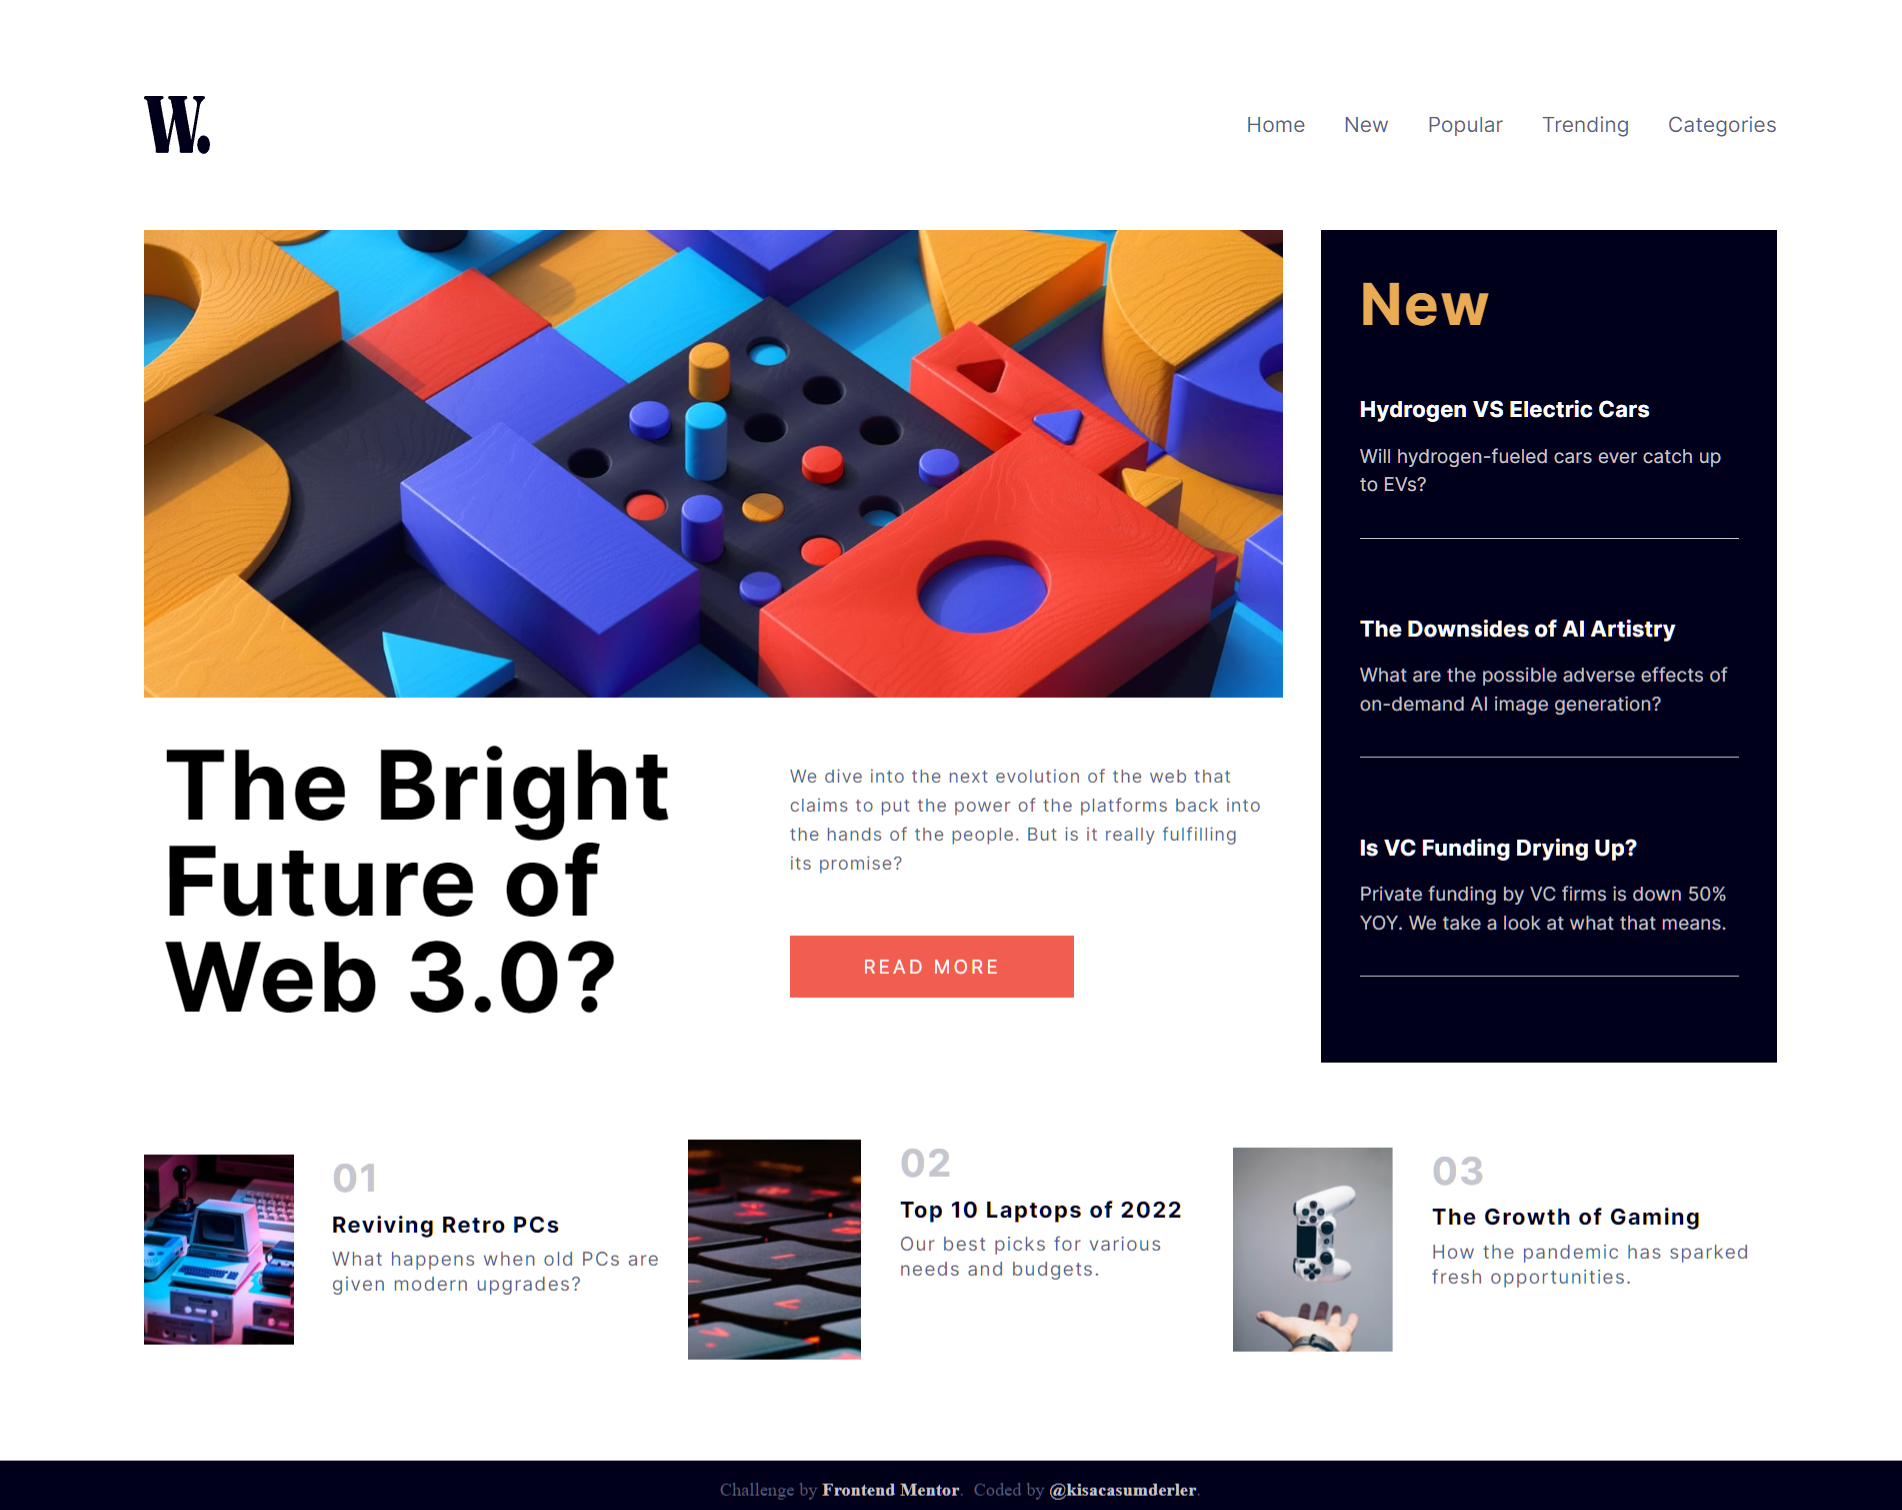 W.
Home New Popular Trending Categories
New
Hydrogen VS Electric Cars
Will hydrogen-fueled cars ever catch up
to EVs?
The Downsides of AI Artistry
What are the possible adverse effects of
on-demand AI image generation?
Is VC Funding Drying Up?
Private funding by VC firms is down 50%
YOY. We take a look at what that means.
The Bright
Future of
Web 3.0?
We dive into the next evolution of the web that
claims to put the power of the platforms back into
the hands of the people. But is it really fulfilling
its promise?
READ MORE
01
Reviving Retro PCs
What happens when old PCs are
given modern upgrades?
02
Top 10 Laptops of 2022
Our best picks for various
needs and budgets.
03
The Growth of Gaming
How the pandemic has sparked
fresh opportunities.
Challenge by Frontend Mentor. Coded by @kisacasumderler.